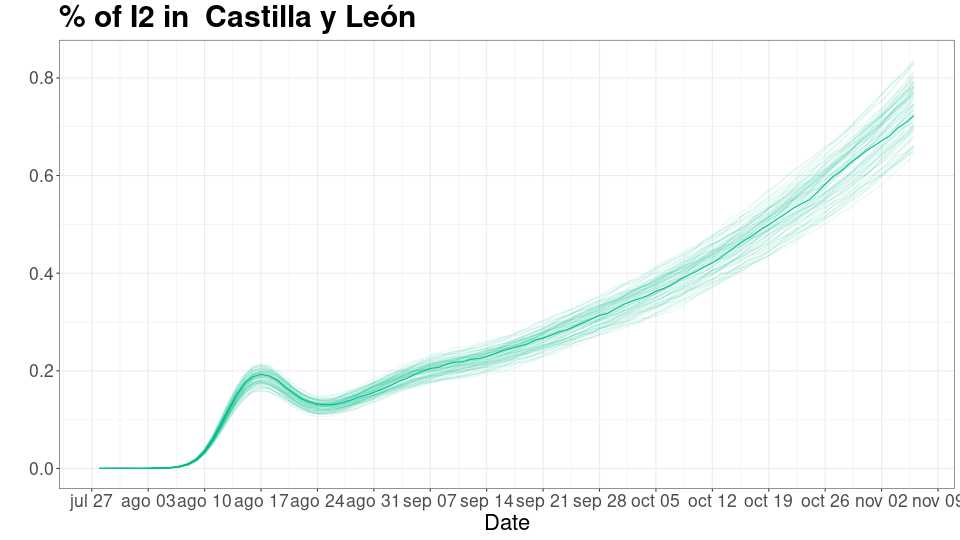 % of I2 in  Castilla y León
0.8
0.6
0.4
0.2
0.0
jul 27 ago 03 ago 10 ago 17 ago 24 ago 31 sep 07 sep 14 sep 21 sep 28 oct 05 oct 12 oct 19 oct 26 nov 02 nov 09
Date